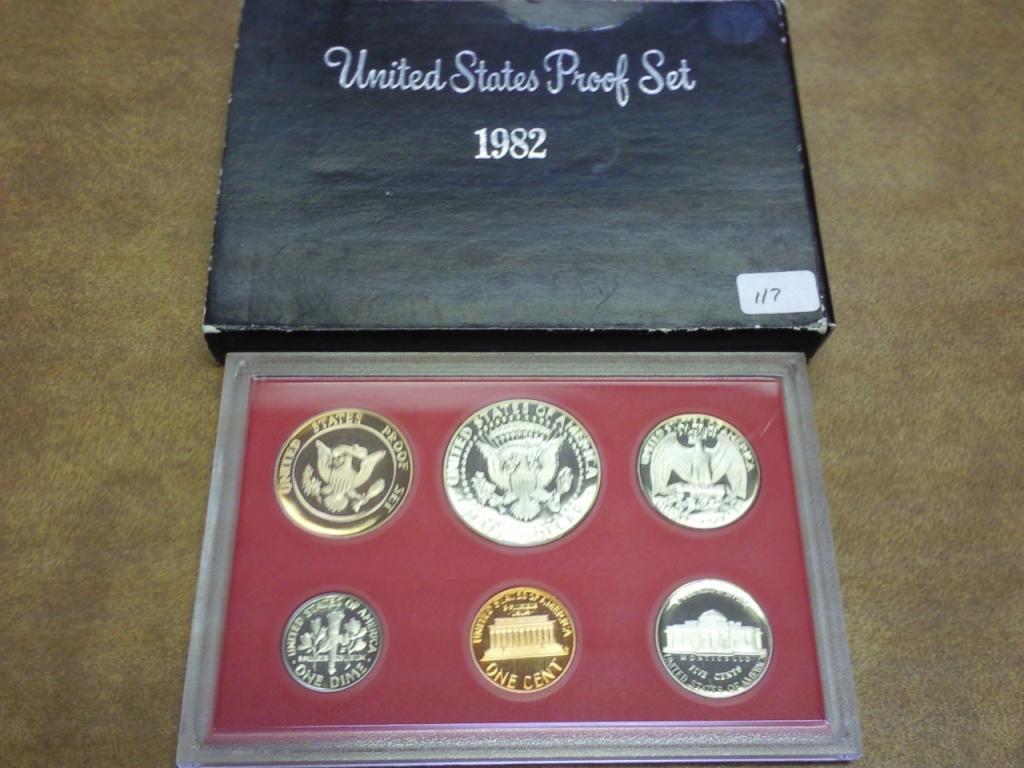 United States Proof Set
1982
117
UNITED STATES PROOF SET
UNITED STATES OF AMERICA
HALF DOLLAR
UNITED STATES OF AMERICA
UNITED STATES OF AMERICA
ONE DIME
UNITED STATES OF AMERICA
ONE CENT
MONTICELLO
FIVE CENTS
UNITED STATES OF AMERICA